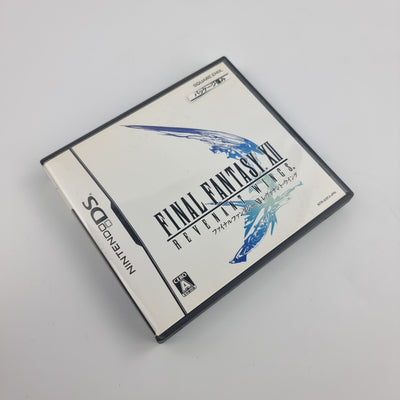 SQUARE ENIX
FINAL FANTASY XII
REVENANT WINGS
ファイナルファンタジーXII レヴァナント・ウイング
NINTENDO DS
CERO
A